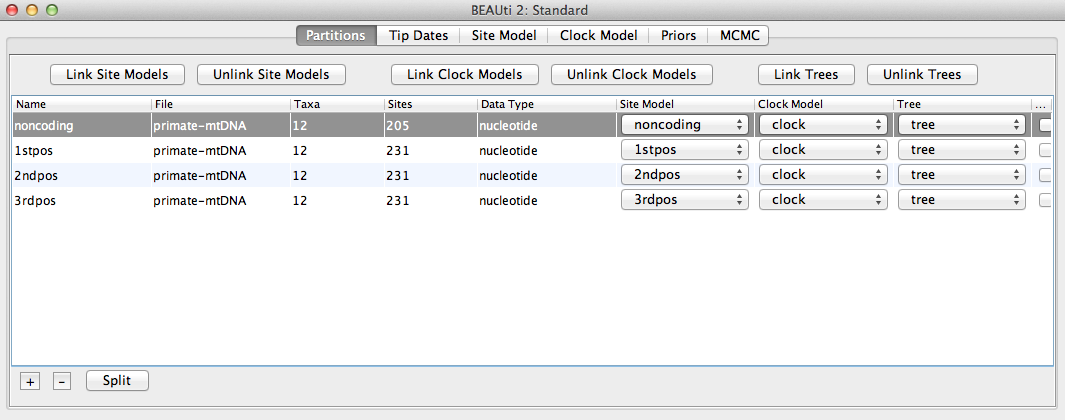 BEAUti 2: Standard
Partitions Tip Dates Site Model Clock Model Priors MCMC
Link Site Models Unlink Site Models Link Clock Models Unlink Clock Models Link Trees Unlink Trees
Name File Taxa Sites Data Type Site Model Clock Model Tree ...
noncoding primate-mtDNA 12 205 nucleotide noncoding clock tree
1stpos primate-mtDNA 12 231 nucleotide 1stpos clock tree
2ndpos primate-mtDNA 12 231 nucleotide 2ndpos clock tree
3rdpos primate-mtDNA 12 231 nucleotide 3rdpos clock tree
+ - Split